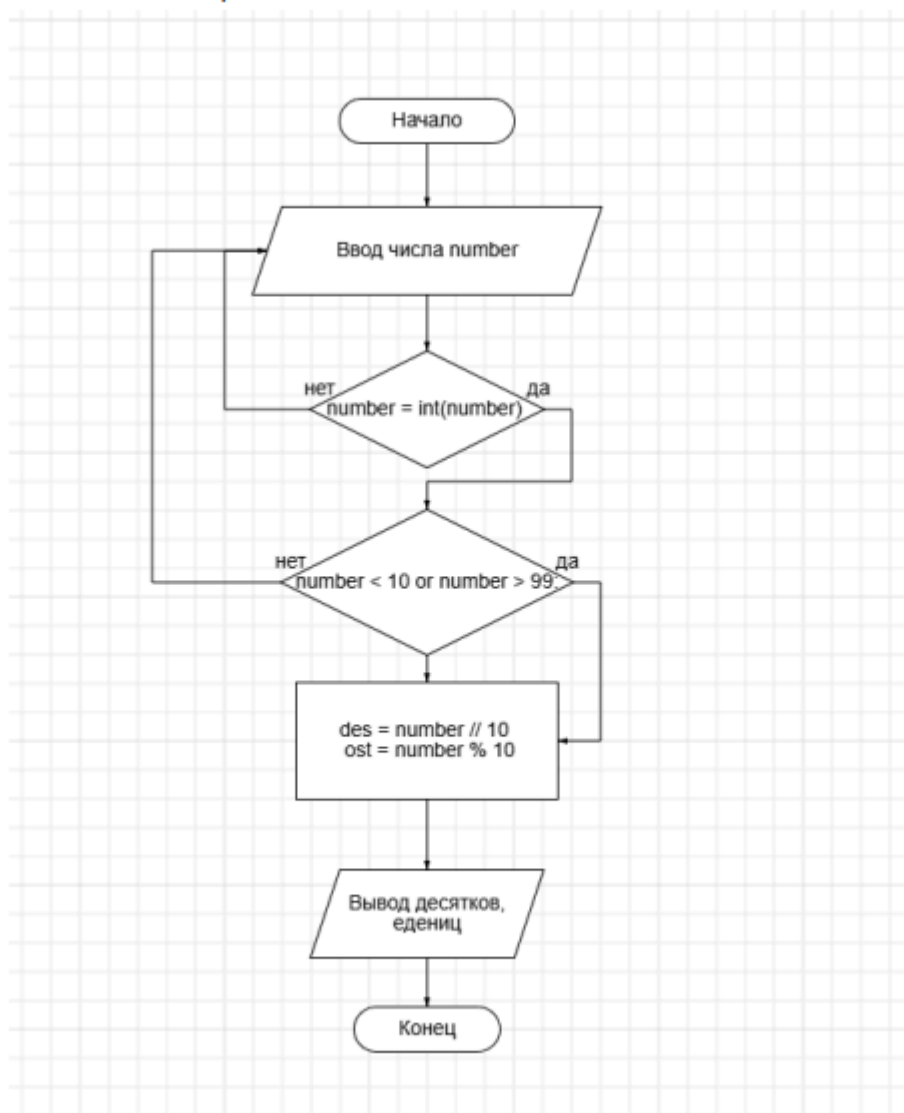 Начало
Ввод числа number
нет
да
number = int(number)
нет
да
number < 10 or number > 99:
des = number // 10
ost = number % 10
Вывод десятков,
едениц
Конец